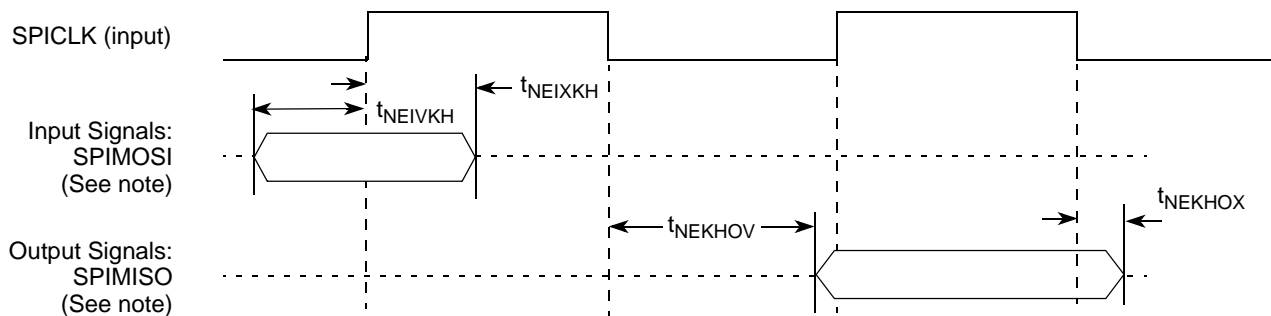 SPICLK (input)
tNEIXKH
tNEIVKH
Input Signals:
SPIMOSI
(See note)
tNEKHOX
tNEKHOV
Output Signals:
SPIMISO
(See note)